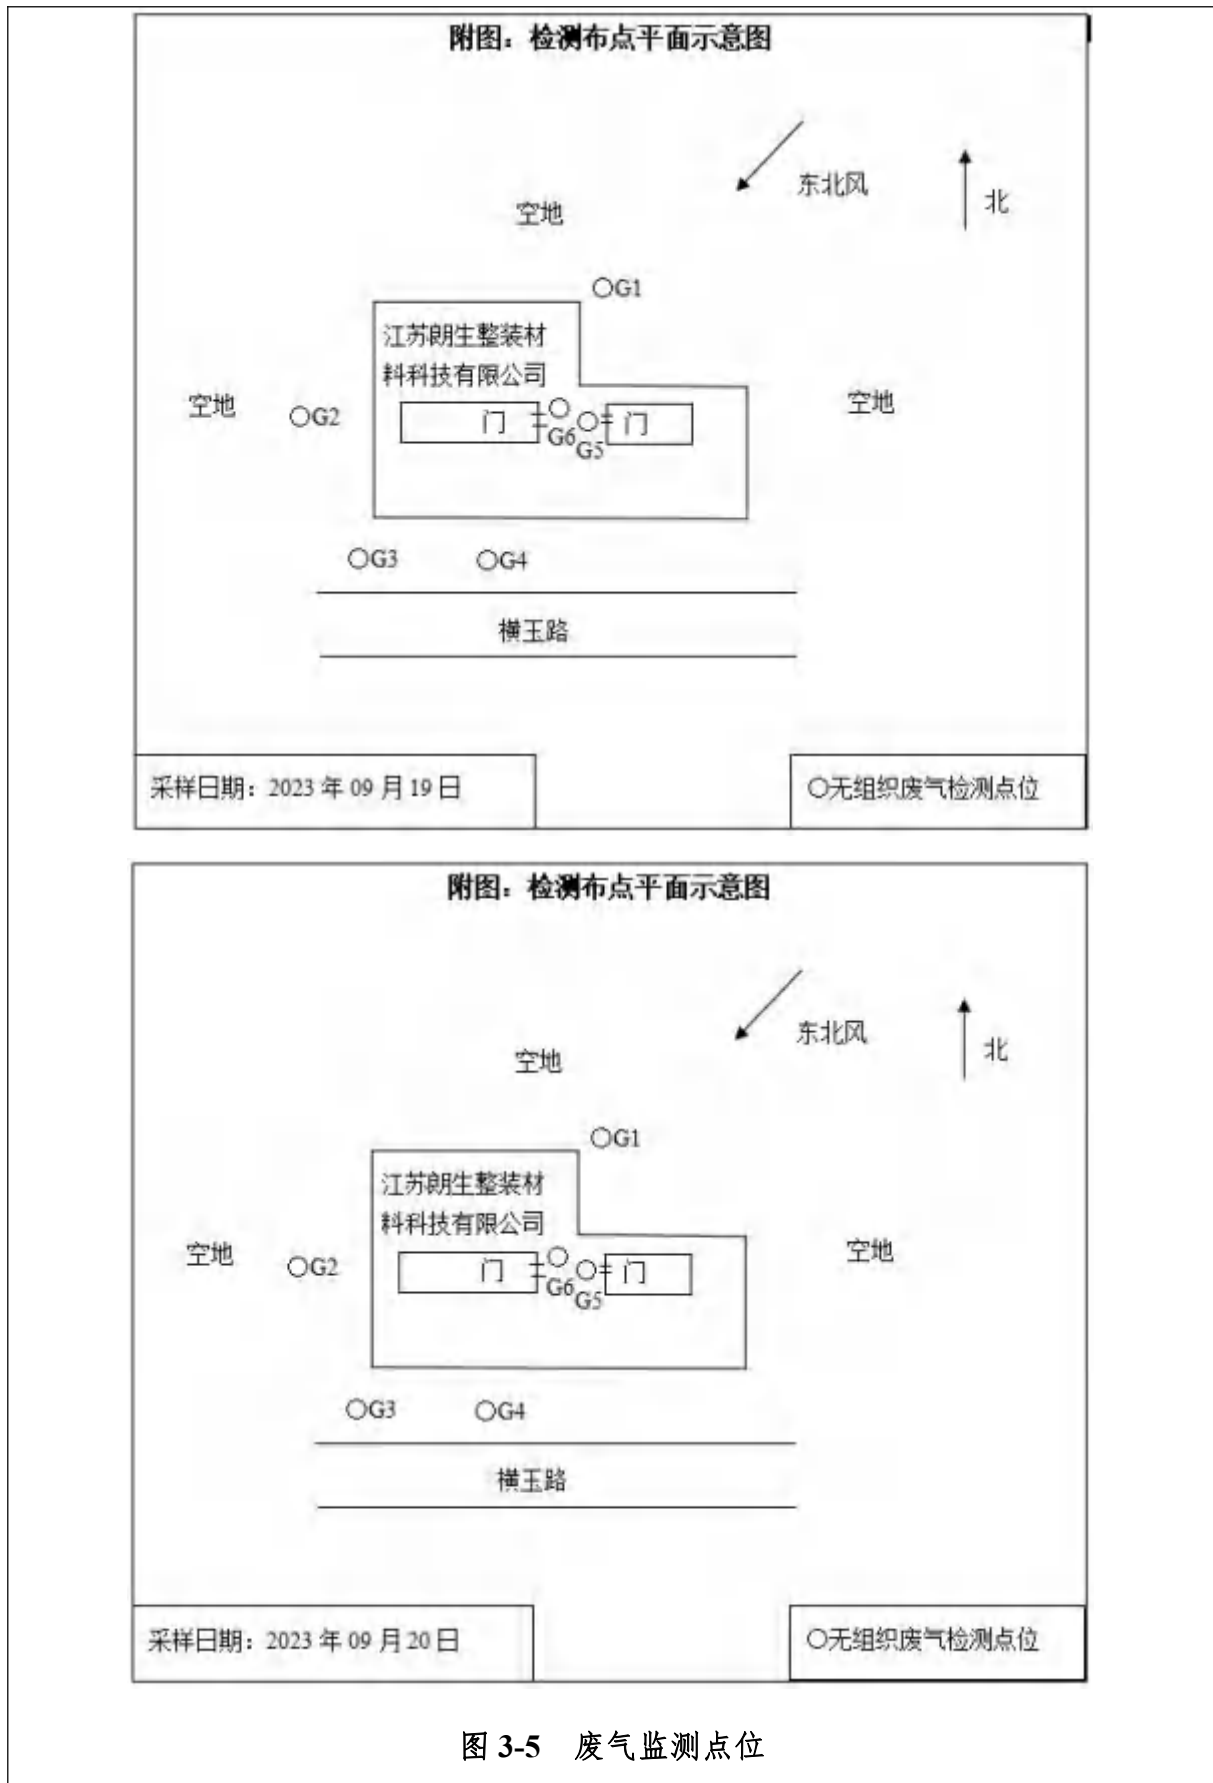 附图：检测布点平面示意图
东北风
北
空地
○G1
江苏朗生整装材
料科技有限公司
空地
○G2
门
门
G6
G5
空地
○G3
○G4
横玉路
采样日期：2023 年 09 月 19 日
○无组织废气检测点位
附图：检测布点平面示意图
东北风
北
空地
○G1
江苏朗生整装材
料科技有限公司
空地
○G2
门
门
G6
G5
空地
○G3
○G4
横玉路
采样日期：2023 年 09 月 20 日
○无组织废气检测点位
图 3-5 废气监测点位